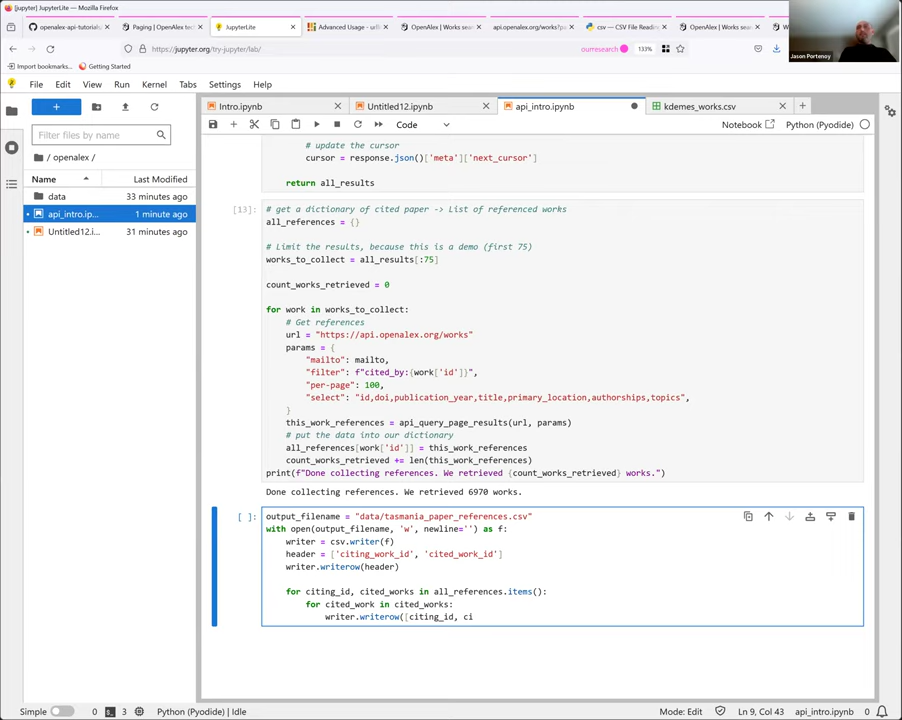 [jupyter] JupyterLite — Mozilla Firefox
openalex-api-tutorials
Paging | OpenAlex tec
JupyterLite
Advanced Usage - urll
OpenAlex | Works sea
api.openalex.org/works?pa
csv — CSV File Readin
OpenAlex | Works sea
https://jupyter.org/try-jupyter/lab/
ourresearch
133%
Import bookmarks...
Getting Started
Jason Portenoy
File Edit View Run Kernel Tabs Settings Help
Intro.ipynb
Untitled12.ipynb
api_intro.ipynb
kdemes_works.csv
Code
Notebook
Python (Pyodide)
Filter files by name
/ openalex /
Name Last Modified
data 33 minutes ago
api_intro.ip... 1 minute ago
Untitled12.i... 31 minutes ago
# update the cursor
cursor = response.json()['meta']['next_cursor']
return all_results
[13]:
# get a dictionary of cited paper -> List of referenced works
all_references = {}
# Limit the results, because this is a demo (first 75)
works_to_collect = all_results[:75]
count_works_retrieved = 0
for work in works_to_collect:
# Get references
url = "https://api.openalex.org/works"
params = {
"mailto": mailto,
"filter": f"cited_by:{work['id']}",
"per-page": 100,
"select": "id,doi,publication_year,title,primary_location,authorships,topics",
}
this_work_references = api_query_page_results(url, params)
# put the data into our dictionary
all_references[work['id']] = this_work_references
count_works_retrieved += len(this_work_references)
print(f"Done collecting references. We retrieved {count_works_retrieved} works.")
Done collecting references. We retrieved 6970 works.
[ ]:
output_filename = "data/tasmania_paper_references.csv"
with open(output_filename, 'w', newline='') as f:
writer = csv.writer(f)
header = ['citing_work_id', 'cited_work_id']
writer.writerow(header)
for citing_id, cited_works in all_references.items():
for cited_work in cited_works:
writer.writerow([citing_id, ci
Simple 0 3 Python (Pyodide) | Idle
Mode: Edit Ln 9, Col 43 api_intro.ipynb 0